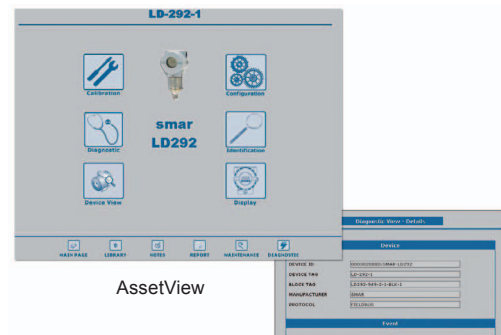 LD-292-1
Calibration
Configuration
smar
LD292
Diagnostic
Identification
Device View
Display
MAIN PAGE
LIBRARY
NOTES
REPORT
MAINTENANCE
DIAGNOSTIC
AssetView
Diagnostic View - Details
Device
DEVICE ID
DEVICE TAG
LD-292-1
BLOCK TAG
MANUFACTURER
SMAR
PROTOCOL
FIELDBUS
Event